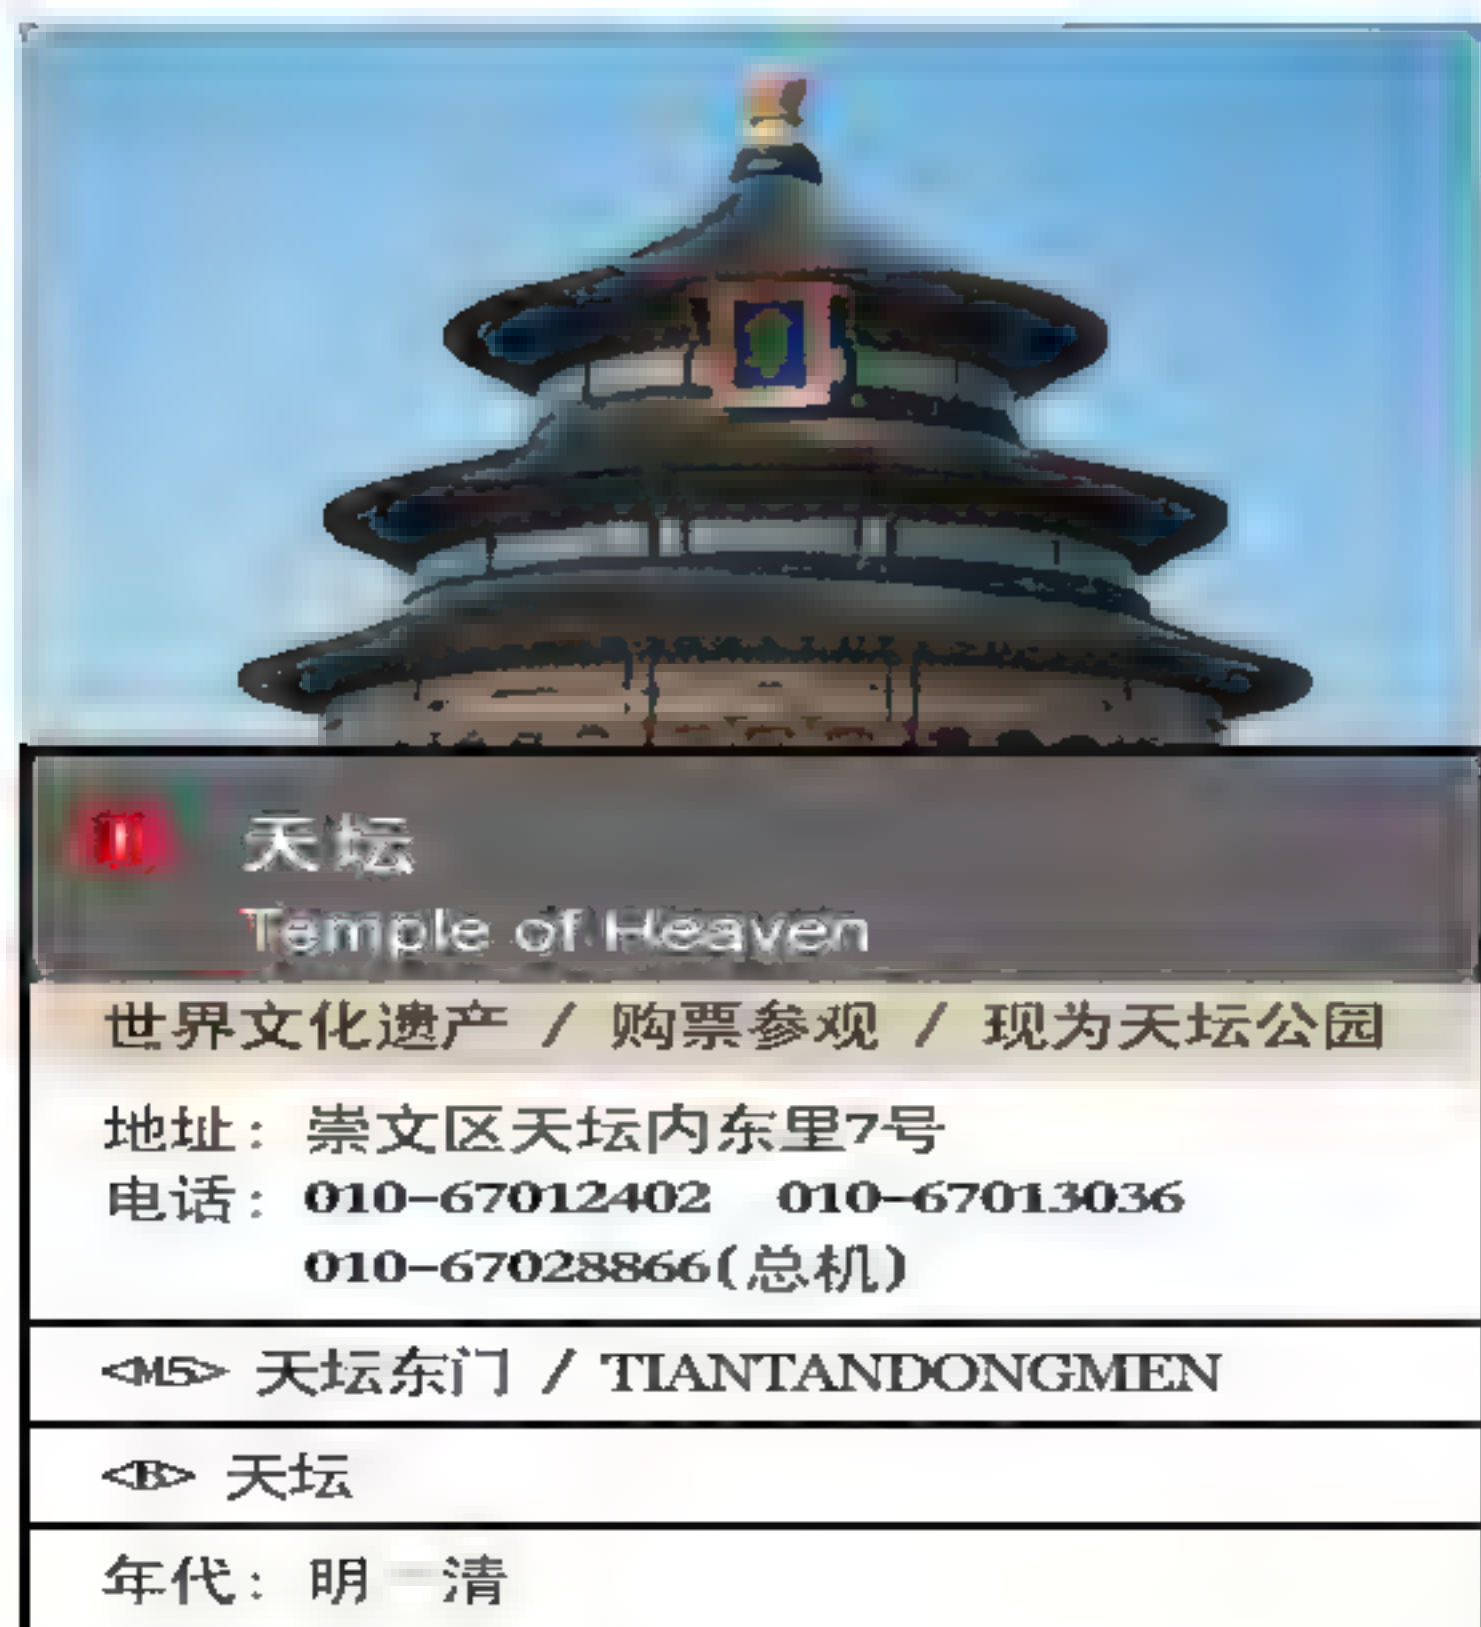 天坛
Temple of Heaven
世界文化遗产 / 购票参观 / 现为天坛公园
地址: 崇文区天坛内东里7号
电话: 010-67012402 010-67013036
010-67028866(总机)
<M5> 天坛东门 / TIANTANDONGMEN
<B> 天坛
年代: 明－清